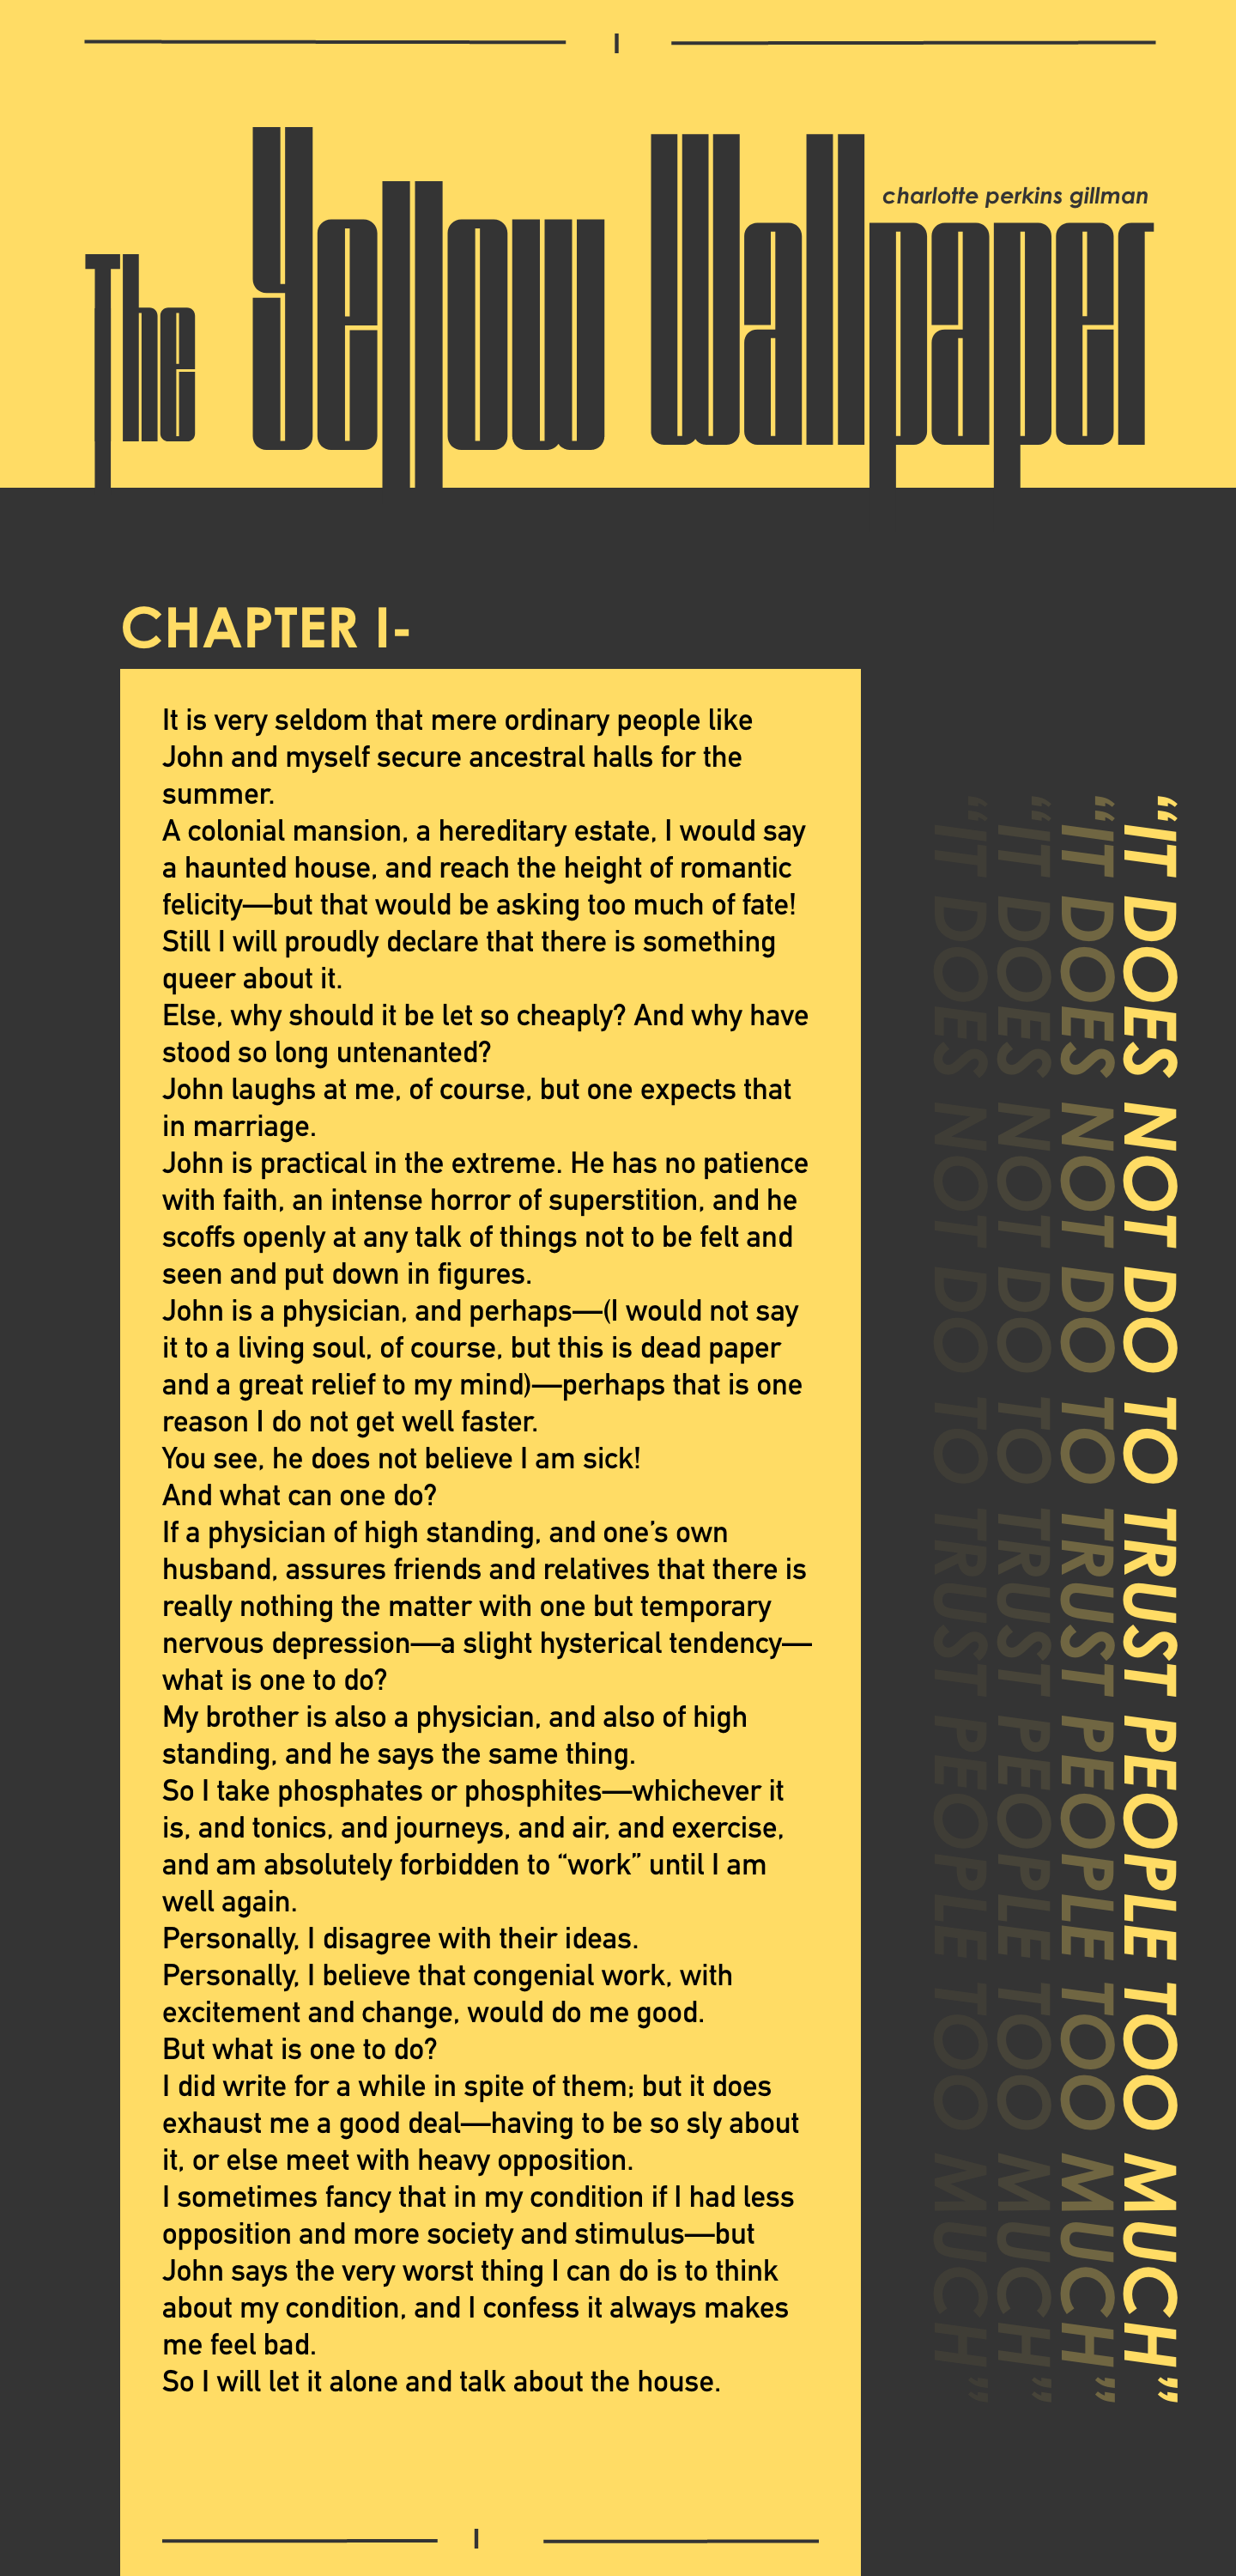 I
The Yellow Wallpaper
charlotte perkins gillman
CHAPTER I-
It is very seldom that mere ordinary people like
John and myself secure ancestral halls for the
summer.
A colonial mansion, a hereditary estate, I would say
a haunted house, and reach the height of romantic
felicity—but that would be asking too much of fate!
Still I will proudly declare that there is something
queer about it.
Else, why should it be let so cheaply? And why have
stood so long untenanted?
John laughs at me, of course, but one expects that
in marriage.
John is practical in the extreme. He has no patience
with faith, an intense horror of superstition, and he
scoffs openly at any talk of things not to be felt and
seen and put down in figures.
John is a physician, and perhaps—(I would not say
it to a living soul, of course, but this is dead paper
and a great relief to my mind)—perhaps that is one
reason I do not get well faster.
You see, he does not believe I am sick!
And what can one do?
If a physician of high standing, and one’s own
husband, assures friends and relatives that there is
really nothing the matter with one but temporary
nervous depression—a slight hysterical tendency—
what is one to do?
My brother is also a physician, and also of high
standing, and he says the same thing.
So I take phosphates or phosphites—whichever it
is, and tonics, and journeys, and air, and exercise,
and am absolutely forbidden to “work” until I am
well again.
Personally, I disagree with their ideas.
Personally, I believe that congenial work, with
excitement and change, would do me good.
But what is one to do?
I did write for a while in spite of them; but it does
exhaust me a good deal—having to be so sly about
it, or else meet with heavy opposition.
I sometimes fancy that in my condition if I had less
opposition and more society and stimulus—but
John says the very worst thing I can do is to think
about my condition, and I confess it always makes
me feel bad.
So I will let it alone and talk about the house.
I
“IT DOES NOT DO TO TRUST PEOPLE TOO MUCH”
“IT DOES NOT DO TO TRUST PEOPLE TOO MUCH”
“IT DOES NOT DO TO TRUST PEOPLE TOO MUCH”
“IT DOES NOT DO TO TRUST PEOPLE TOO MUCH”